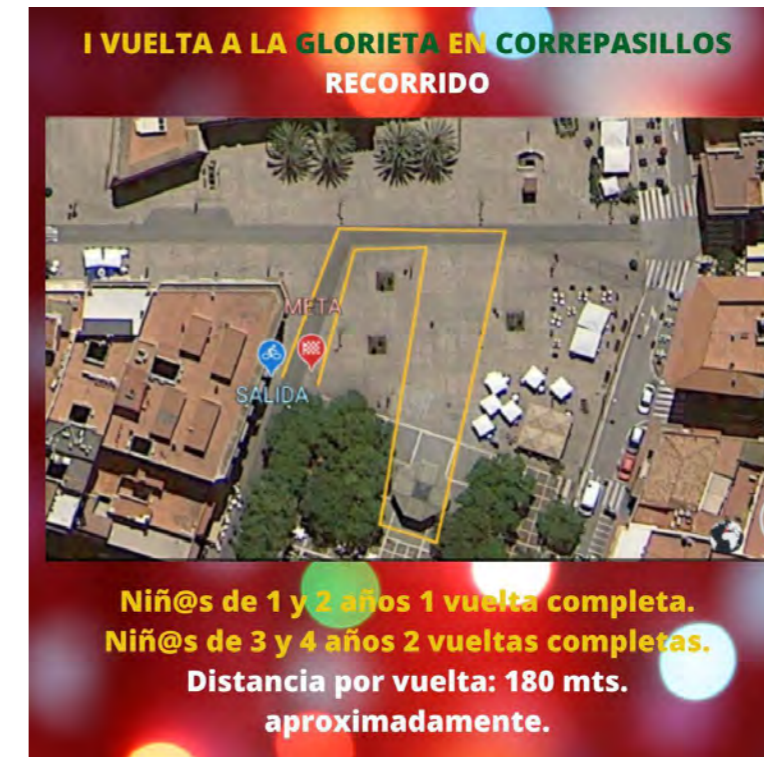 I VUELTA A LA GLORIETA EN CORREPASILLOS
RECORRIDO
META
SALIDA
Niñ@s de 1 y 2 años 1 vuelta completa.
Niñ@s de 3 y 4 años 2 vueltas completas.
Distancia por vuelta: 180 mts.
aproximadamente.